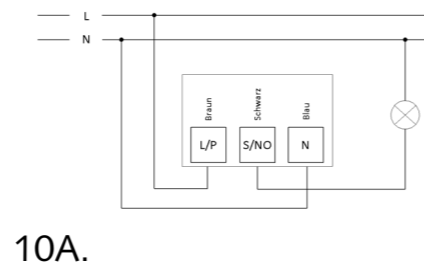 L
N
Braun
Schwarz
Blau
L/P
S/NO
N
10A.